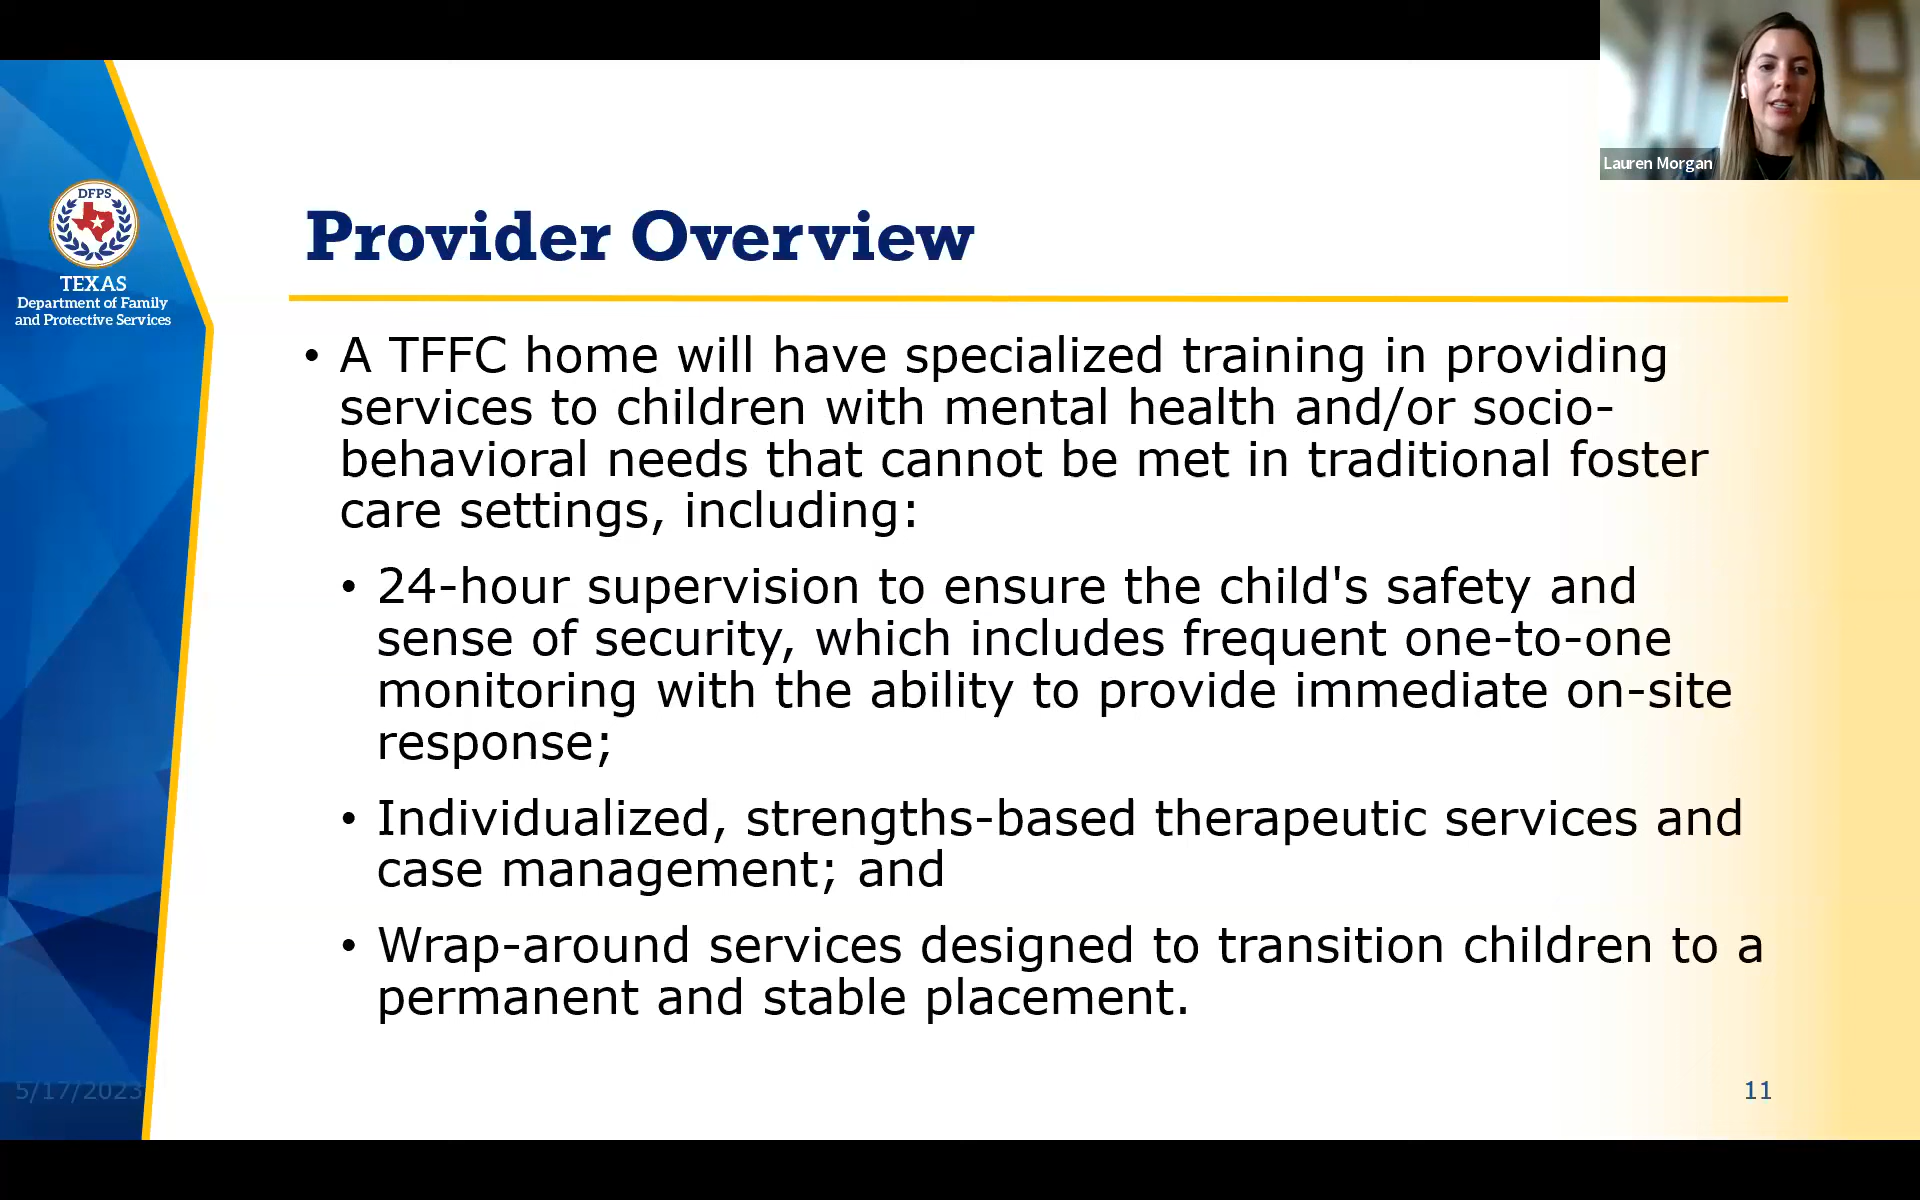 Lauren Morgan
DFPS
TEXAS
Department of Family
and Protective Services
Provider Overview
• A TFFC home will have specialized training in providing
services to children with mental health and/or socio-
behavioral needs that cannot be met in traditional foster
care settings, including:
• 24-hour supervision to ensure the child's safety and
sense of security, which includes frequent one-to-one
monitoring with the ability to provide immediate on-site
response;
• Individualized, strengths-based therapeutic services and
case management; and
• Wrap-around services designed to transition children to a
permanent and stable placement.
5/17/2023
11